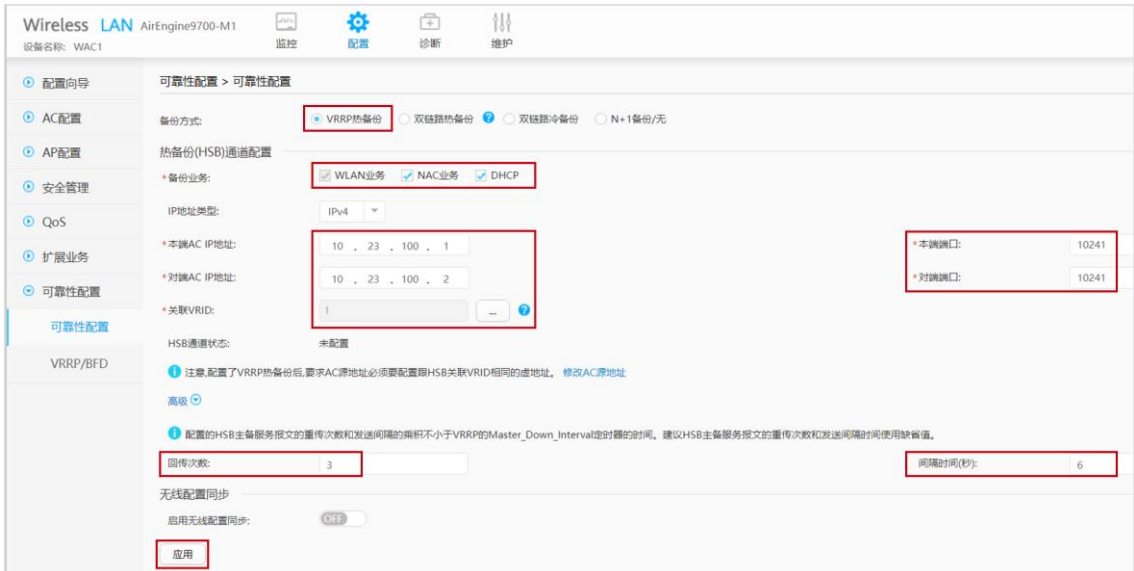 Wireless LAN AirEngine9700-M1
设备名称: WAC1
监控
配置
诊断
维护
配置向导
AC配置
AP配置
安全管理
QoS
扩展业务
可靠性配置
可靠性配置
VRRP/BFD
可靠性配置 > 可靠性配置
备份方式: VRRP热备份 双链路热备份 ? 双链路冷备份 N+1备份/无
热备份(HSB)通道配置
*备份业务: WLAN业务 NAC业务 DHCP
IP地址类型: IPv4
*本端AC IP地址: 10 . 23 . 100 . 1 *本端端口: 10241
*对端AC IP地址: 10 . 23 . 100 . 2 *对端端口: 10241
*关联VRID: 1 ... ?
HSB通道状态: 未配置
注意,配置了VRRP热备份后,要求AC源地址必须要配置跟HSB关联VRID相同的虚地址。 修改AC源地址
高级
配置的HSB主备服务报文的重传次数和发送间隔的乘积不小于VRRP的Master_Down_Interval定时器的时间。建议HSB主备服务报文的重传次数和发送间隔时间使用缺省值。
回传次数: 3 间隔时间(秒): 6
无线配置同步
启用无线配置同步: OFF
应用